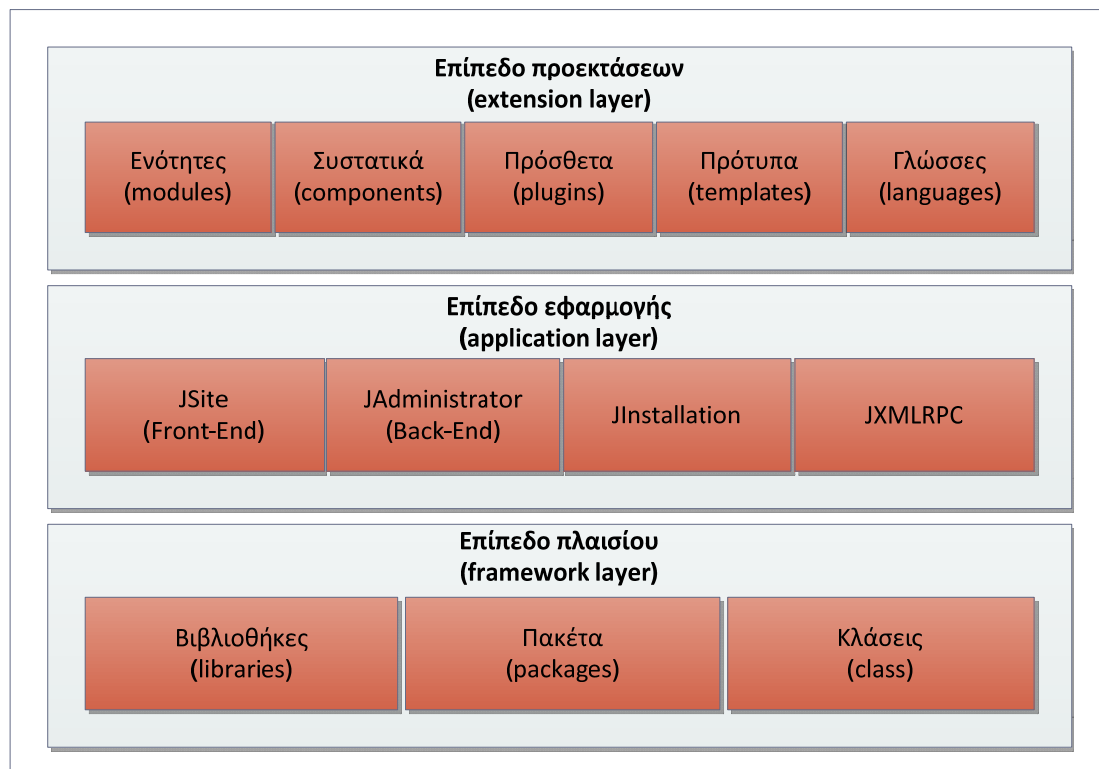 Επίπεδο προεκτάσεων
(extension layer)
Ενότητες
(modules)
Συστατικά
(components)
Πρόσθετα
(plugins)
Πρότυπα
(templates)
Γλώσσες
(languages)
Επίπεδο εφαρμογής
(application layer)
JSite
(Front-End)
JAdministrator
(Back-End)
JInstallation
JXMLRPC
Επίπεδο πλαισίου
(framework layer)
Βιβλιοθήκες
(libraries)
Πακέτα
(packages)
Κλάσεις
(class)